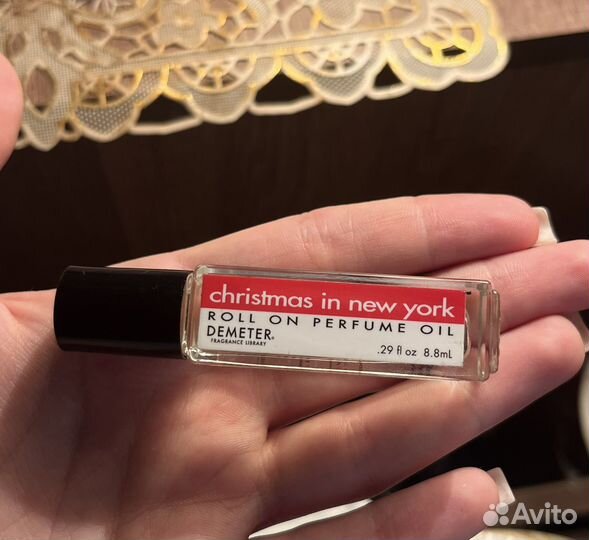 christmas in new york
ROLL ON PERFUME OIL
DEMETER®
FRAGRANCE LIBRARY
.29 fl oz 8.8mL
Avito